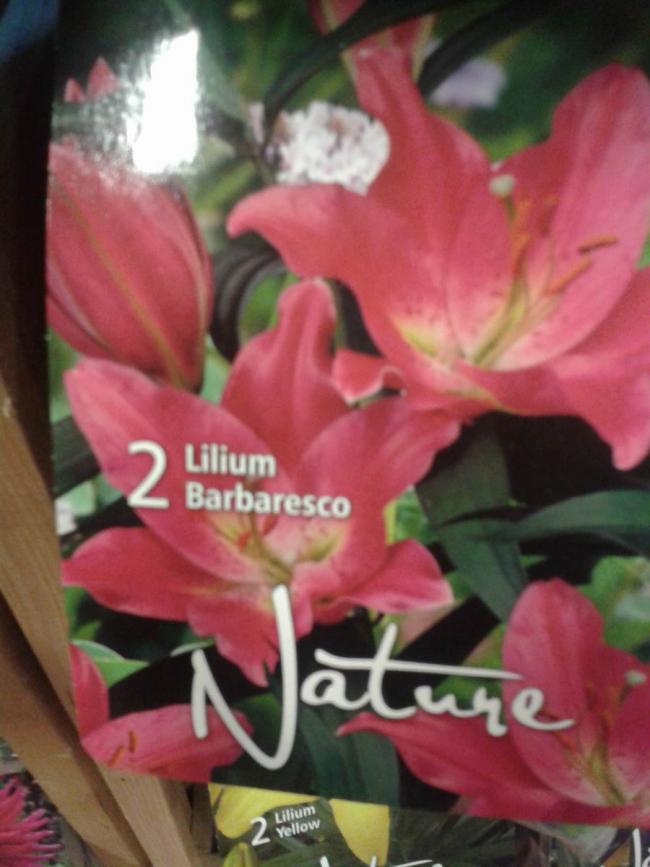 2 Lilium
Barbaresco
Nature
2 Lilium
Yellow